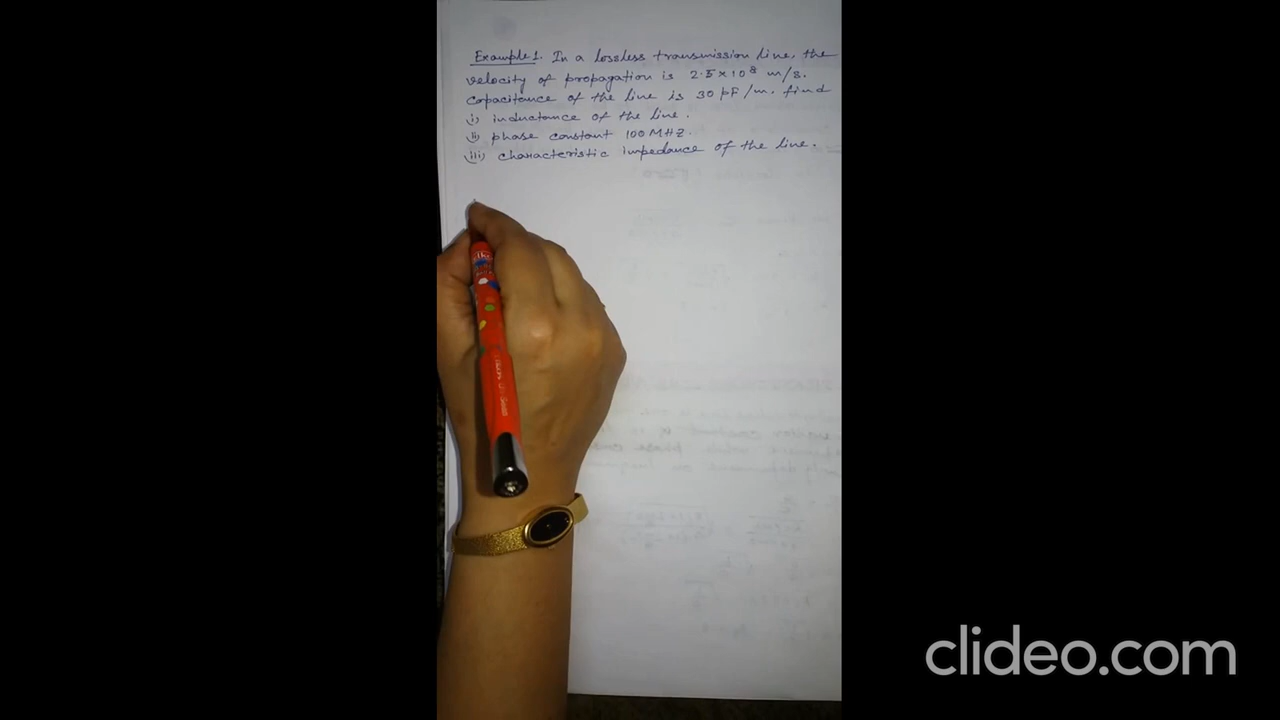 Example 1. In a lossless transmission line, the
velocity of propagation is 2.5×10⁸ m/s.
Capacitance of the line is 30 pF/m. find
i) inductance of the line.
ii) phase constant 100 MHZ.
iii) characteristic impedance of the line.
clideo.com